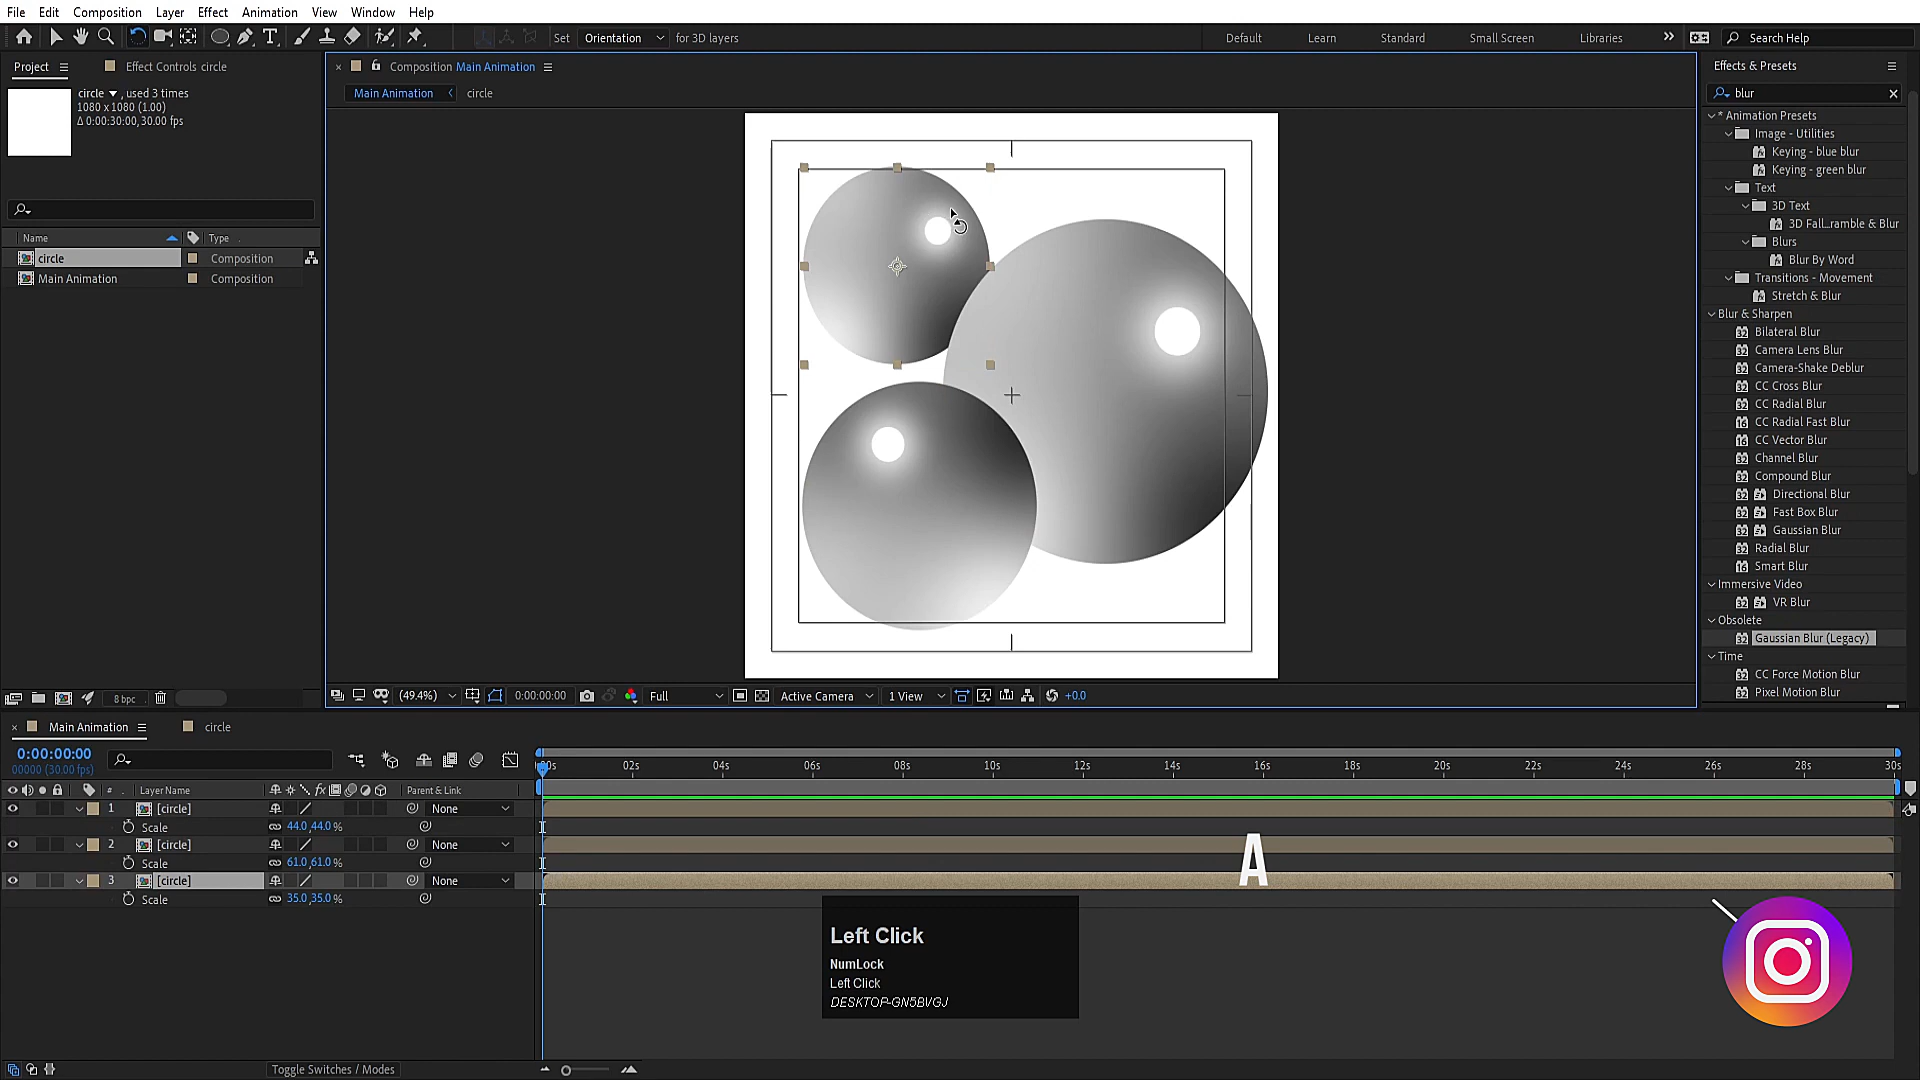 File Edit Composition Layer Effect Animation View Window Help
Set Orientation for 3D layers Default Learn Standard Small Screen Libraries >> Search Help
Project Effect Controls circle
circle , used 3 times
1080 x 1080 (1.00)
Δ 0:00:30:00, 30.00 fps
Name Type
circle Composition
Main Animation Composition
8 bpc
× Composition Main Animation
Main Animation circle
(49.4%) 0:00:00:00 Full Active Camera 1 View +0.0
Effects & Presets
blur
* Animation Presets
Image - Utilities
Keying - blue blur
Keying - green blur
Text
3D Text
3D Fall...ramble & Blur
Blurs
Blur By Word
Transitions - Movement
Stretch & Blur
Blur & Sharpen
Bilateral Blur
Camera Lens Blur
Camera-Shake Deblur
CC Cross Blur
CC Radial Blur
CC Radial Fast Blur
CC Vector Blur
Channel Blur
Compound Blur
Directional Blur
Fast Box Blur
Gaussian Blur
Radial Blur
Smart Blur
Immersive Video
VR Blur
Obsolete
Gaussian Blur (Legacy)
Time
CC Force Motion Blur
Pixel Motion Blur
× Main Animation circle
0:00:00:00
00000 (30.00 fps)
:00s 02s 04s 06s 08s 10s 12s 14s 16s 18s 20s 22s 24s 26s 28s 30s
# Layer Name Parent & Link
1 [circle] None
Scale 44.0,44.0 %
2 [circle] None
Scale 61.0,61.0 %
3 [circle] None
Scale 35.0,35.0 %
A
Left Click
NumLock
Left Click
DESKTOP-GN5BVGJ
Toggle Switches / Modes